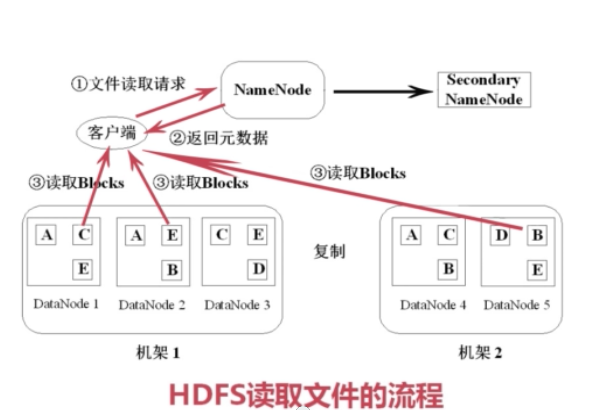 ①文件读取请求
NameNode
Secondary
NameNode
客户端
②返回元数据
③读取Blocks
③读取Blocks
③读取Blocks
A C
E
DataNode 1
A E
B
DataNode 2
C E
D
DataNode 3
机架 1
复制
A C
B
DataNode 4
D B
E
DataNode 5
机架 2
HDFS读取文件的流程